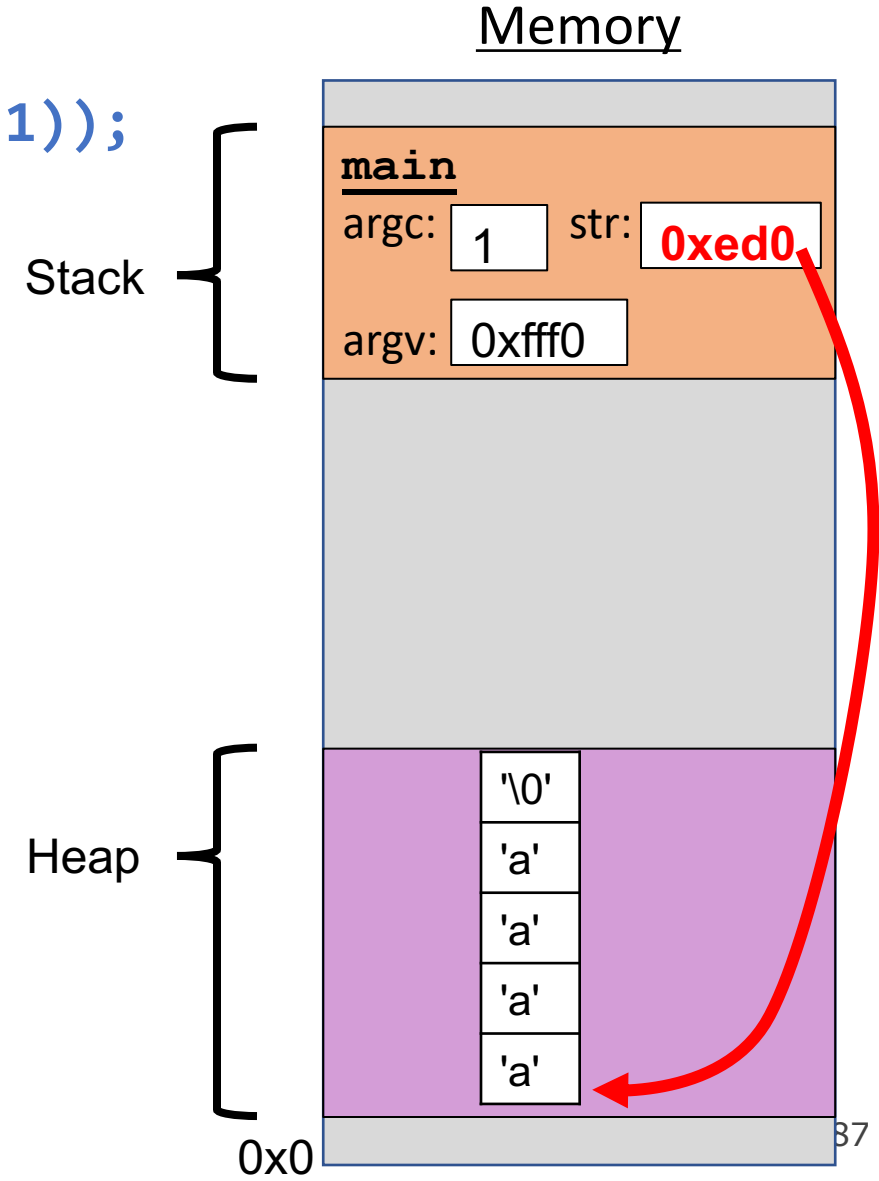 Memory
1));
main
argc: 1 str: 0xed0
Stack
argv: 0xfff0
'\0'
Heap
'a'
'a'
'a'
'a'
0x0